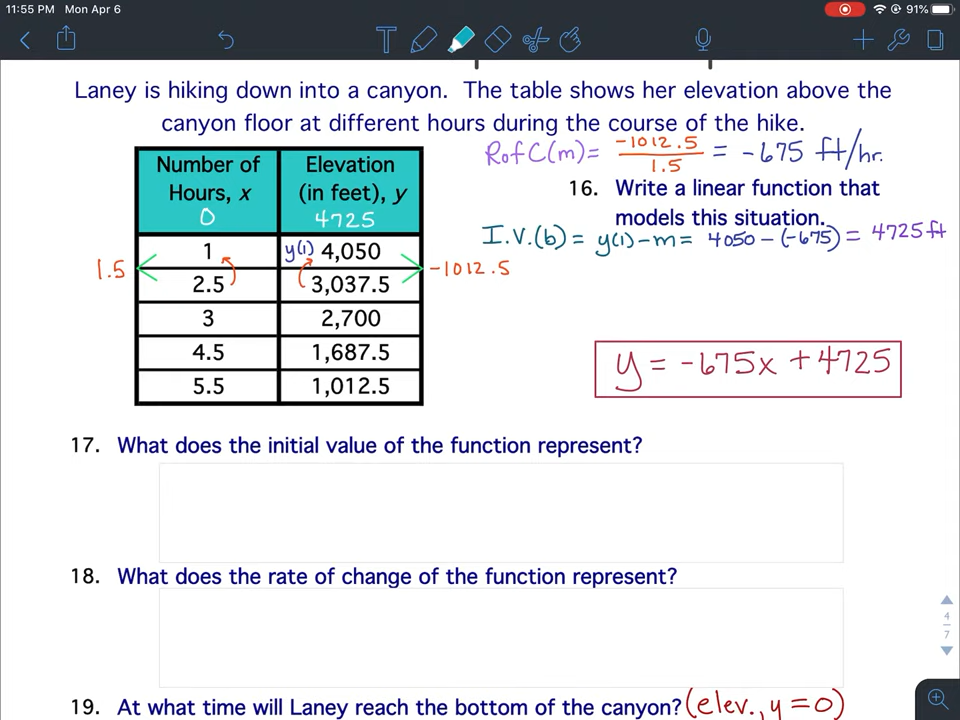 11:55 PM Mon Apr 6 91%
T
Laney is hiking down into a canyon. The table shows her elevation above the
canyon floor at different hours during the course of the hike.
R of C(m) = -1012.5 / 1.5 = -675 ft/hr.
Number of Hours, x Elevation (in feet), y
0 4725
16. Write a linear function that
models this situation.
I.V.(b) = y(1) - m = 4050 - (-675) = 4725 ft
1 y(1) 4,050
1.5 -1012.5
2.5 3,037.5
3 2,700
4.5 1,687.5
5.5 1,012.5
y = -675x + 4725
17. What does the initial value of the function represent?
18. What does the rate of change of the function represent?
4
7
19. At what time will Laney reach the bottom of the canyon? (elev., y = 0)